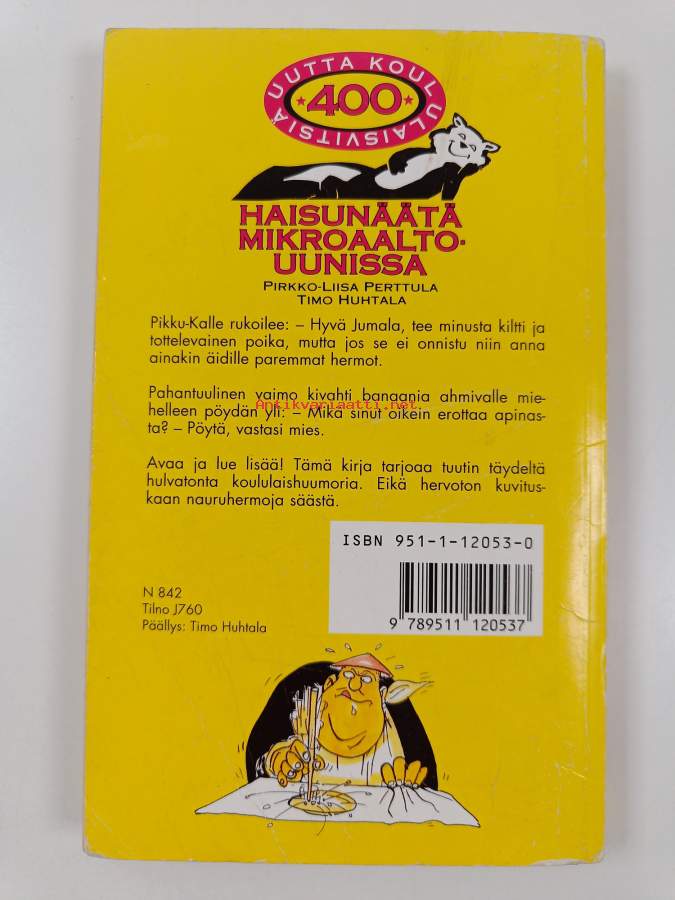 UUTTA KOULULAISVITSIÄ
400
HAISUNÄÄTÄ
MIKROAALTO-
UUNISSA
PIRKKO-LIISA PERTTULA
TIMO HUHTALA
Pikku-Kalle rukoilee: – Hyvä Jumala, tee minusta kiltti ja
tottelevainen poika, mutta jos se ei onnistu niin anna
ainakin äidille paremmat hermot.
Pahantuulinen vaimo kivahti banaania ahmivalle mie-
helleen pöydän yli: – Mikä sinut oikein erottaa apinas-
Antikvariaatti.net
ta? – Pöytä, vastasi mies.
Avaa ja lue lisää! Tämä kirja tarjoaa tuutin täydeltä
hulvatonta koululaishuumoria. Eikä hervoton kuvitus-
kaan nauruhermoja säästä.
ISBN 951-1-12053-0
9 789511 120537
N 842
Tilno J760
Päällys: Timo Huhtala